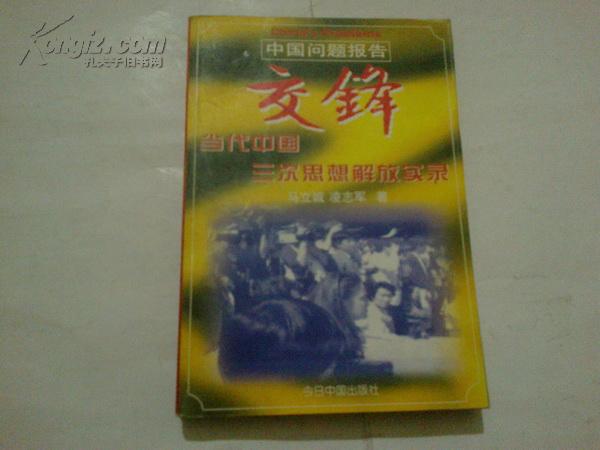 Kongfz.com
孔夫子旧书网
China's Problems
中国问题报告
交鋒
当代中国
三次思想解放实录
马立诚 凌志军 著
今日中国出版社